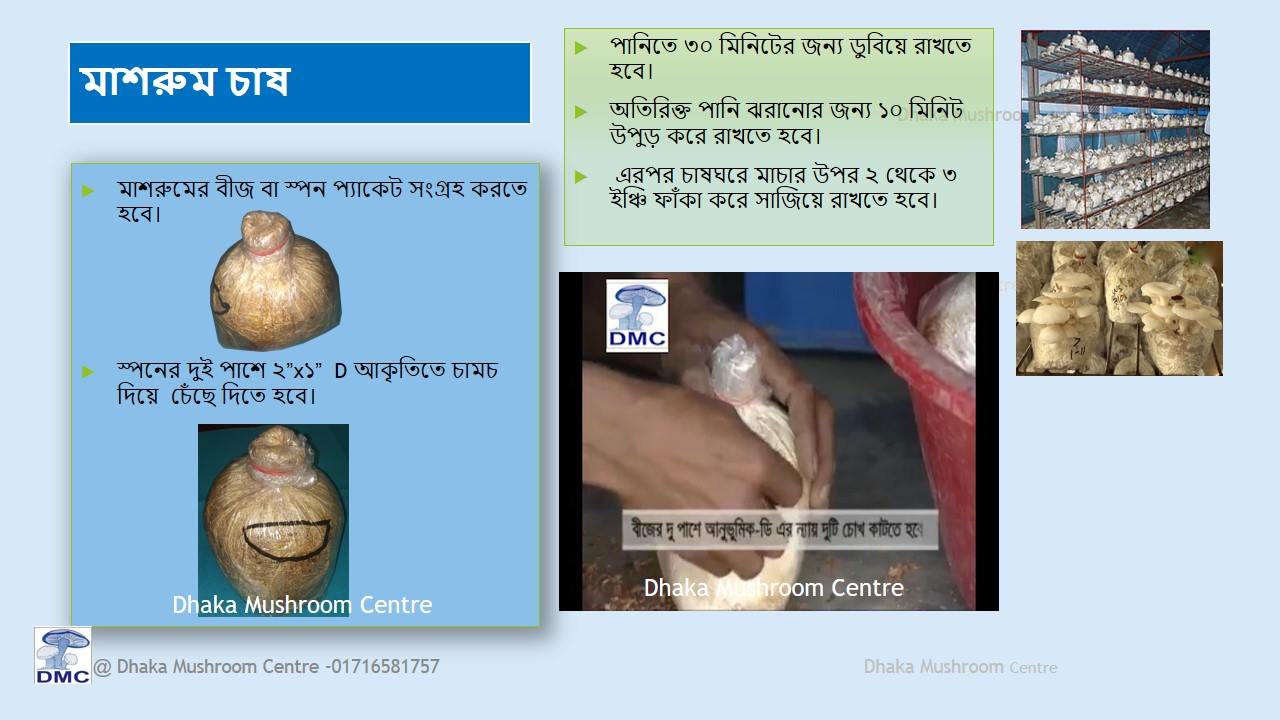 মাশরুম চাষ
মাশরুমের বীজ বা স্পন প্যাকেট সংগ্রহ করতে
হবে।
স্পনের দুই পাশে ২”x১”  D আকৃতিতে চামচ
দিয়ে  চেঁছে দিতে হবে।
Dhaka Mushroom Centre
পানিতে ৩০ মিনিটের জন্য ডুবিয়ে রাখতে
হবে।
অতিরিক্ত পানি ঝরানোর জন্য ১০ মিনিট
উপুড় করে রাখতে হবে।
এরপর চাষঘরে মাচার উপর ২ থেকে ৩
ইঞ্চি ফাঁকা করে সাজিয়ে রাখতে হবে।
Dhaka Mushroom
DMC
বীজের দু পাশে আনুভুমিক-ডি এর ন্যায় দুটি চোখ কাটতে হবে
Dhaka Mushroom Centre
DMC
@ Dhaka Mushroom Centre -01716581757
Dhaka Mushroom Centre